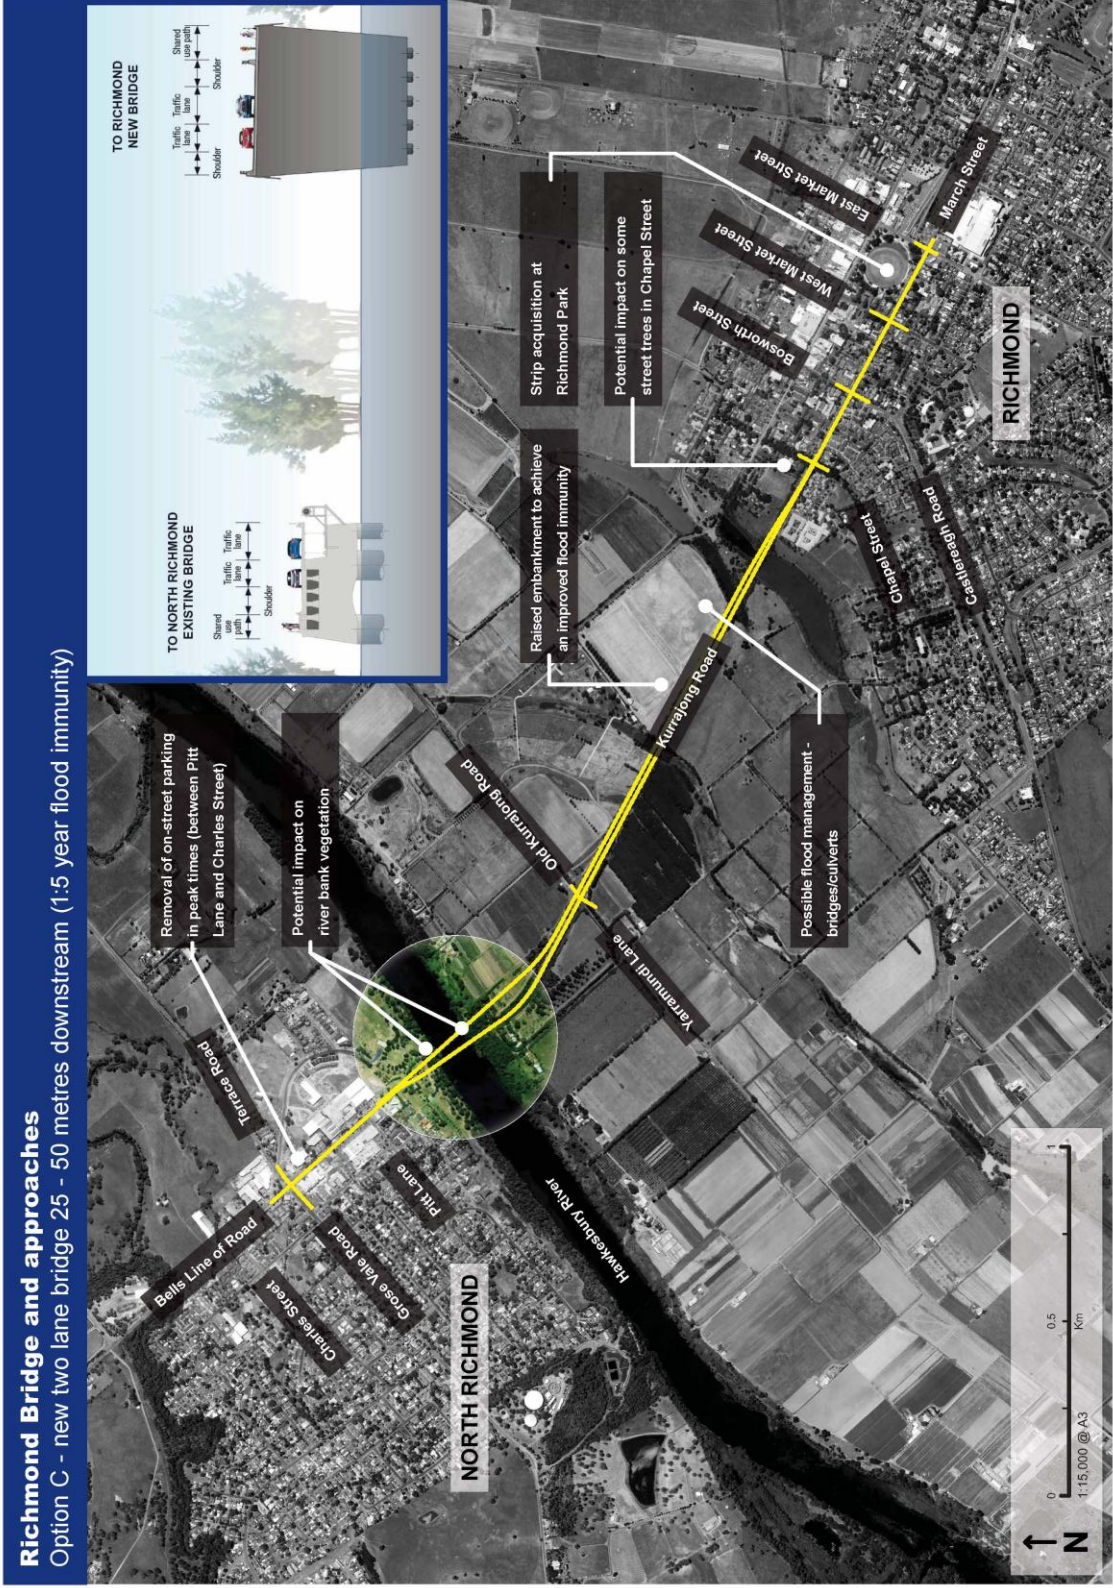 Richmond Bridge and approaches
Option C - new two lane bridge 25 - 50 metres downstream (1:5 year flood immunity)
TO NORTH RICHMOND
EXISTING BRIDGE
Shared
use
path
Shoulder
Traffic
lane
Traffic
lane
TO RICHMOND
NEW BRIDGE
Shoulder
Traffic
lane
Traffic
lane
Shoulder
Shared
use path
Removal of on-street parking
in peak times (between Pitt
Lane and Charles Street)
Potential impact on
river bank vegetation
Terrace Road
Bells Line of Road
Charles Street
Grose Vale Road
Pitt Lane
NORTH RICHMOND
Hawkesbury River
Old Kurrajong Road
Yarramundi Lane
Kurrajong Road
Raised embankment to achieve
an improved flood immunity
Possible flood management -
bridges/culverts
Strip acquisition at
Richmond Park
Potential impact on some
street trees in Chapel Street
East Market Street
West Market Street
Bosworth Street
March Street
Chapel Street
Castlereagh Road
RICHMOND
N
0
0.5
1
Km
1:15,000 @ A3